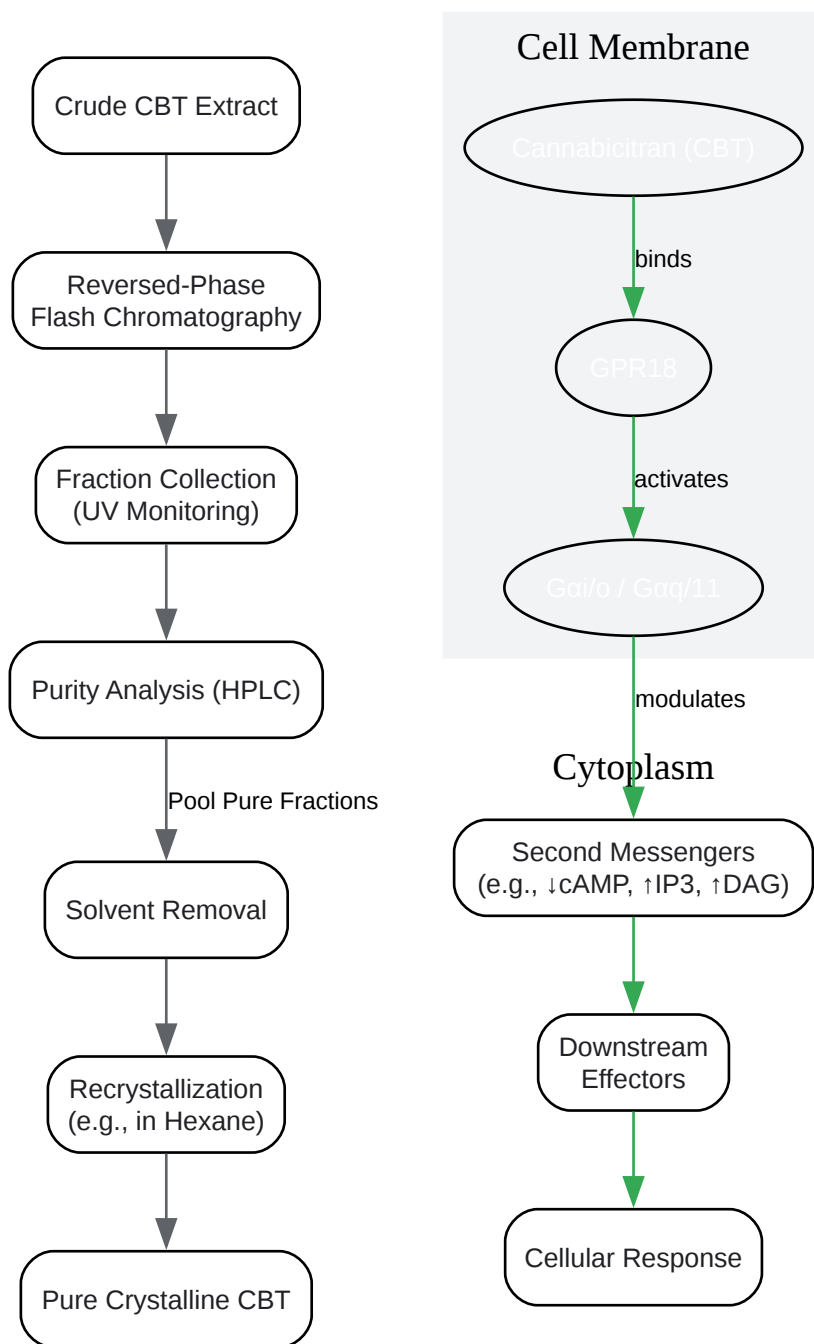 Crude CBT Extract
Reversed-Phase
Flash Chromatography
Fraction Collection
(UV Monitoring)
Purity Analysis (HPLC)
Pool Pure Fractions
Solvent Removal
Recrystallization
(e.g., in Hexane)
Pure Crystalline CBT
Cell Membrane
Cannabicitran (CBT)
binds
GPR18
activates
Gαi/o / Gαq/11
modulates
Cytoplasm
Second Messengers
(e.g., ↓cAMP, ↑IP3, ↑DAG)
Downstream
Effectors
Cellular Response